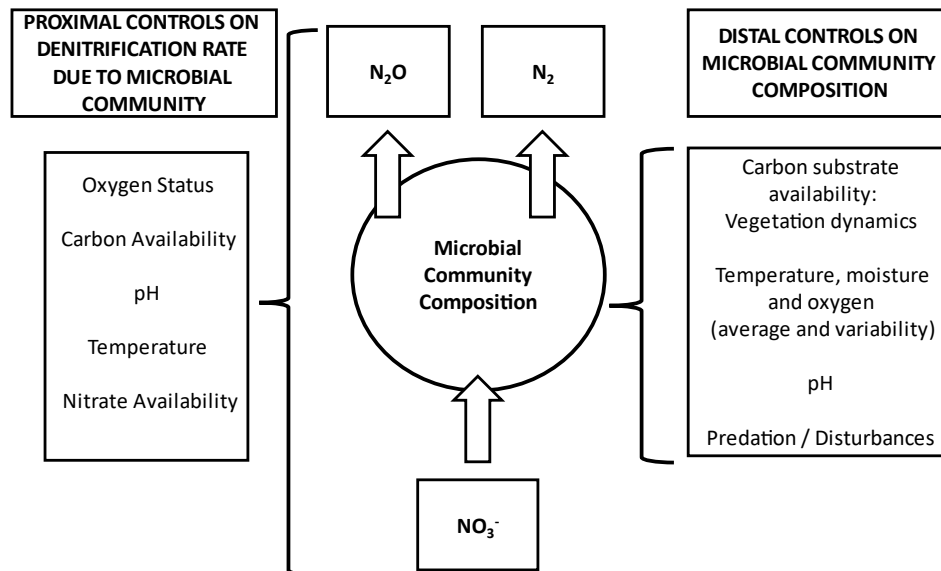 PROXIMAL CONTROLS ON
DENITRIFICATION RATE
DUE TO MICROBIAL
COMMUNITY
Oxygen Status
Carbon Availability
pH
Temperature
Nitrate Availability
N₂O
N₂
Microbial
Community
Composition
NO₃⁻
DISTAL CONTROLS ON
MICROBIAL COMMUNITY
COMPOSITION
Carbon substrate
availability:
Vegetation dynamics
Temperature, moisture
and oxygen
(average and variability)
pH
Predation / Disturbances